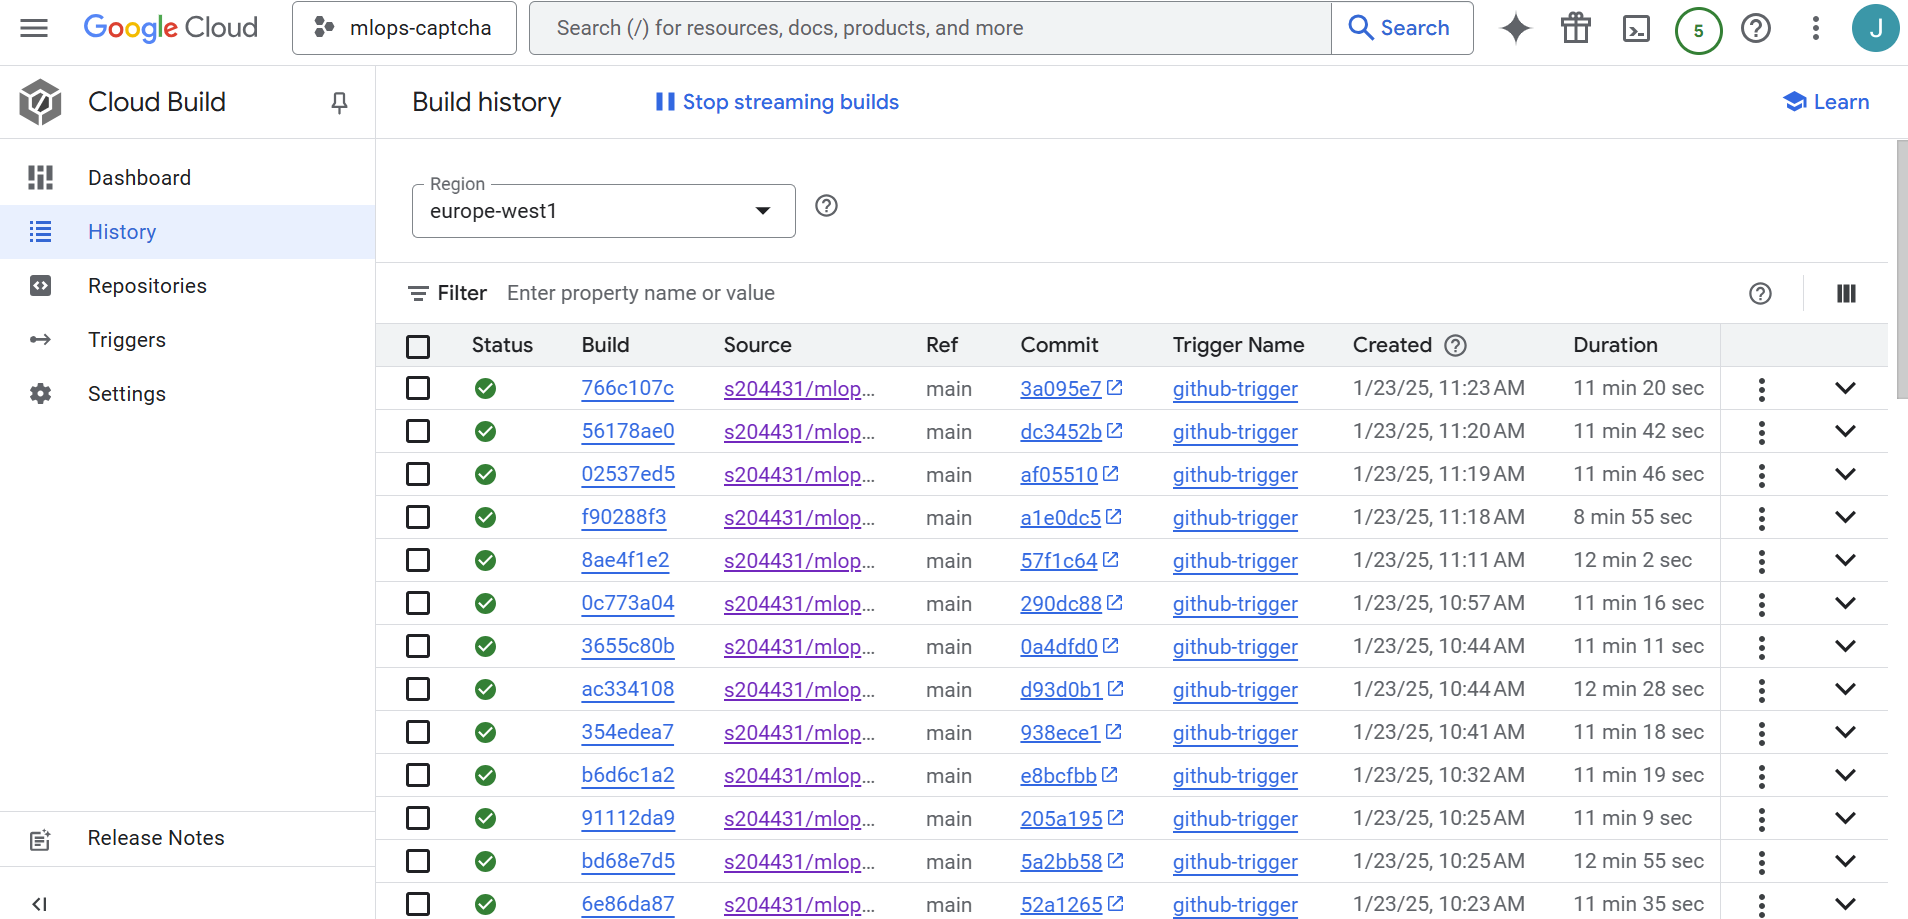 Google Cloud
mlops-captcha
Search (/) for resources, docs, products, and more
Search
5
J
Cloud Build
Build history
Stop streaming builds
Learn
Dashboard
History
Repositories
Triggers
Settings
Release Notes
Region
europe-west1
Filter Enter property name or value
Status Build Source Ref Commit Trigger Name Created Duration
766c107c s204431/mlop... main 3a095e7 github-trigger 1/23/25, 11:23 AM 11 min 20 sec
56178ae0 s204431/mlop... main dc3452b github-trigger 1/23/25, 11:20 AM 11 min 42 sec
02537ed5 s204431/mlop... main af05510 github-trigger 1/23/25, 11:19 AM 11 min 46 sec
f90288f3 s204431/mlop... main a1e0dc5 github-trigger 1/23/25, 11:18 AM 8 min 55 sec
8ae4f1e2 s204431/mlop... main 57f1c64 github-trigger 1/23/25, 11:11 AM 12 min 2 sec
0c773a04 s204431/mlop... main 290dc88 github-trigger 1/23/25, 10:57 AM 11 min 16 sec
3655c80b s204431/mlop... main 0a4dfd0 github-trigger 1/23/25, 10:44 AM 11 min 11 sec
ac334108 s204431/mlop... main d93d0b1 github-trigger 1/23/25, 10:44 AM 12 min 28 sec
354edea7 s204431/mlop... main 938ece1 github-trigger 1/23/25, 10:41 AM 11 min 18 sec
b6d6c1a2 s204431/mlop... main e8bcfbb github-trigger 1/23/25, 10:32 AM 11 min 19 sec
91112da9 s204431/mlop... main 205a195 github-trigger 1/23/25, 10:25 AM 11 min 9 sec
bd68e7d5 s204431/mlop... main 5a2bb58 github-trigger 1/23/25, 10:25 AM 12 min 55 sec
6e86da87 s204431/mlop... main 52a1265 github-trigger 1/23/25, 10:23 AM 11 min 35 sec